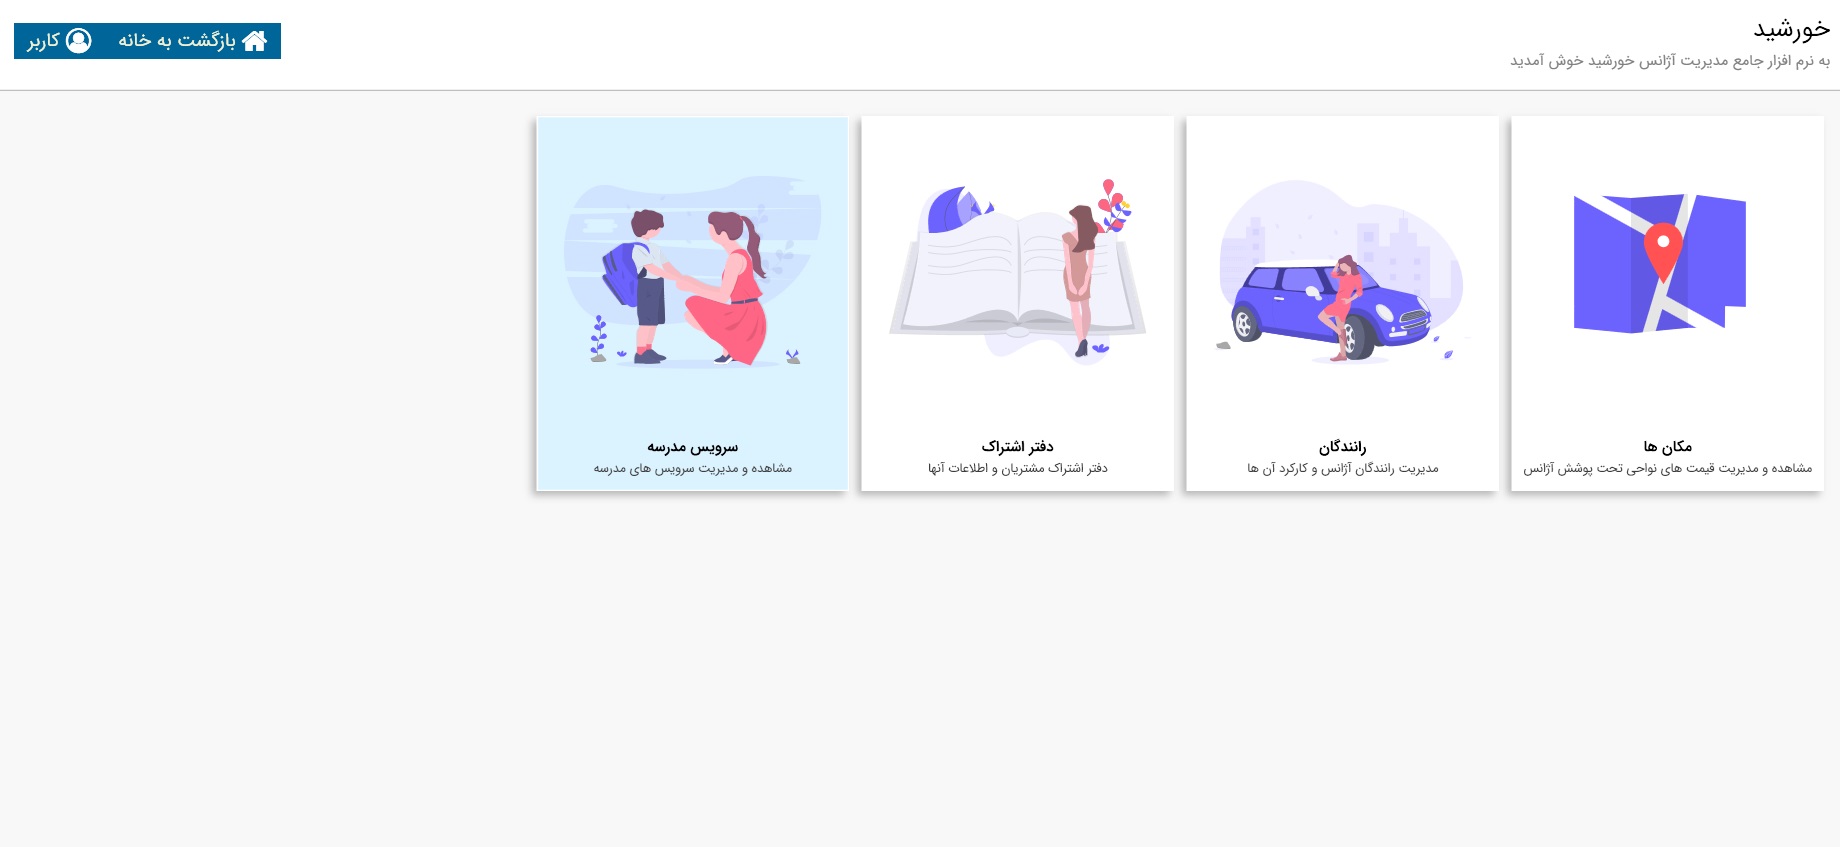 خورشید
به نرم افزار جامع مدیریت آژانس خورشید خوش آمدید
بازگشت به خانه
کاربر
مکان ها
مشاهده و مدیریت قیمت های نواحی تحت پوشش آژانس
رانندگان
مدیریت رانندگان آژانس و کارکرد آن ها
دفتر اشتراک
دفتر اشتراک مشتریان و اطلاعات آنها
سرویس مدرسه
مشاهده و مدیریت سرویس های مدرسه